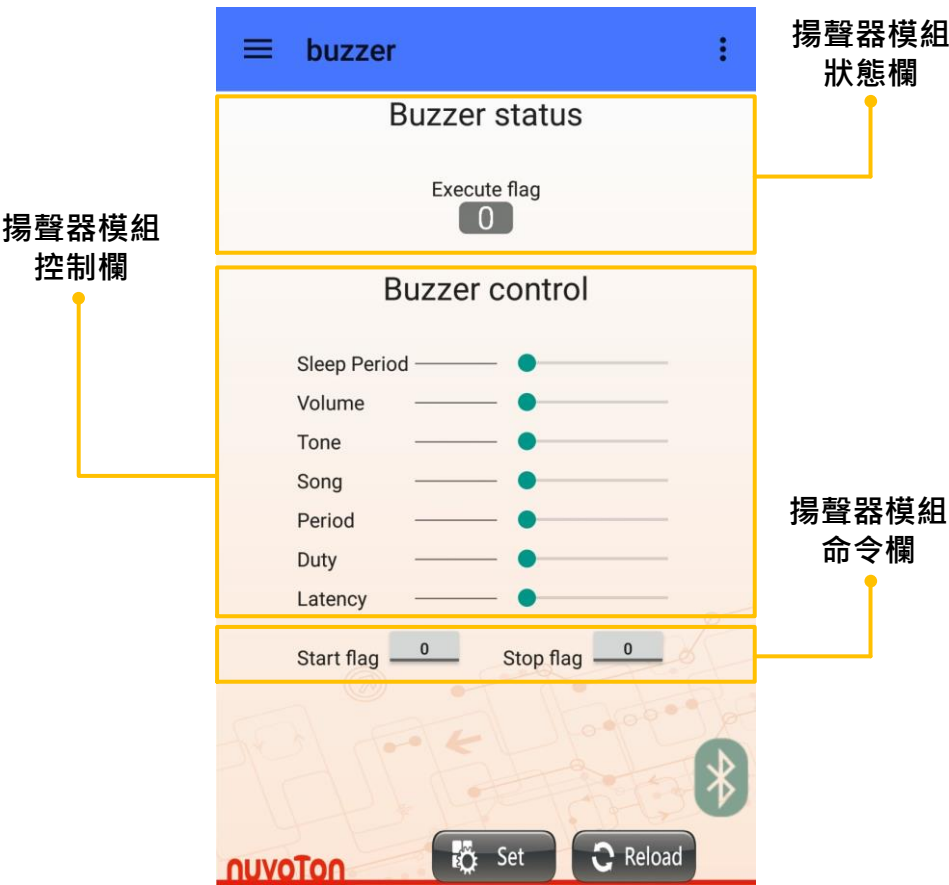 buzzer
揚聲器模組
狀態欄
Buzzer status
Execute flag
0
揚聲器模組
控制欄
Buzzer control
Sleep Period
Volume
Tone
Song
Period
Duty
Latency
揚聲器模組
命令欄
Start flag 0 Stop flag 0
Set Reload
nuvoTon